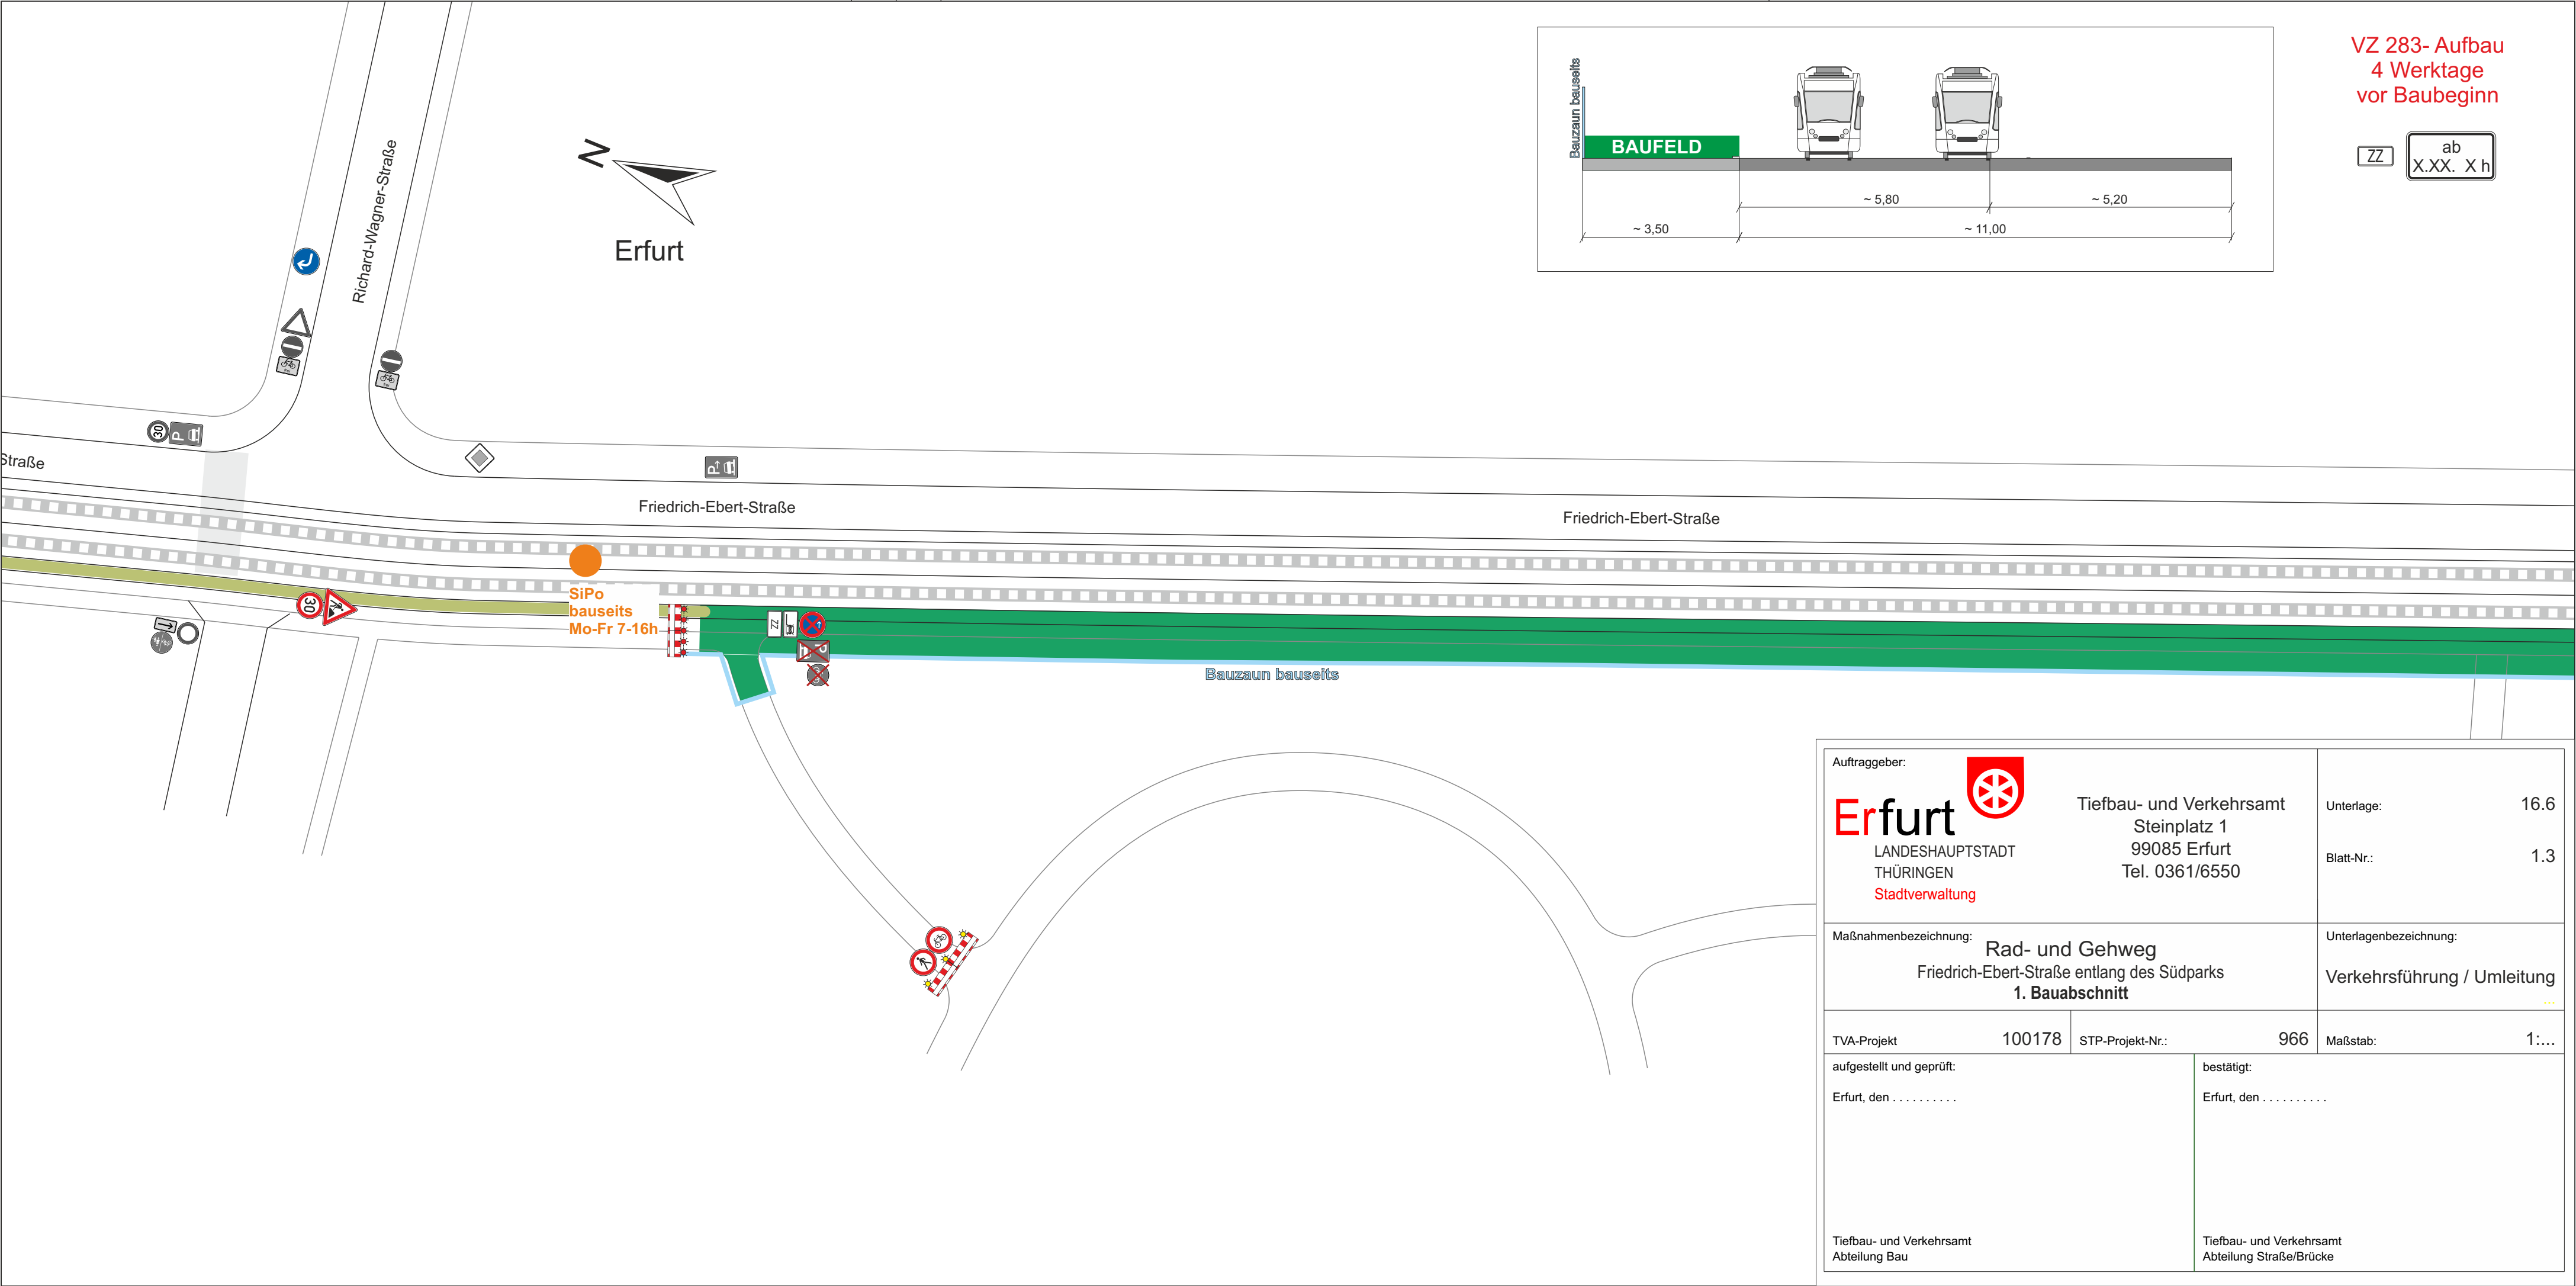 VZ 283- Aufbau
4 Werktage
vor Baubeginn
ZZ
ab
X.XX. X h
Bauzaun bauseits
BAUFELD
~ 5,80
~ 5,20
~ 3,50
~ 11,00
N
Erfurt
Richard-Wagner-Straße
30
P
Straße
P
Friedrich-Ebert-Straße
Friedrich-Ebert-Straße
30
SiPo
bauseits
Mo-Fr 7-16h
ZZ
Bauzaun bauseits
Auftraggeber:
Erfurt
LANDESHAUPTSTADT
THÜRINGEN
Stadtverwaltung
Tiefbau- und Verkehrsamt
Steinplatz 1
99085 Erfurt
Tel. 0361/6550
Unterlage: 16.6
Blatt-Nr.: 1.3
Maßnahmenbezeichnung:
Rad- und Gehweg
Friedrich-Ebert-Straße entlang des Südparks
1. Bauabschnitt
Unterlagenbezeichnung:
Verkehrsführung / Umleitung
...
TVA-Projekt 100178
STP-Projekt-Nr.: 966
Maßstab: 1:...
aufgestellt und geprüft:
Erfurt, den . . . . . . . . . .
Tiefbau- und Verkehrsamt
Abteilung Bau
bestätigt:
Erfurt, den . . . . . . . . . .
Tiefbau- und Verkehrsamt
Abteilung Straße/Brücke